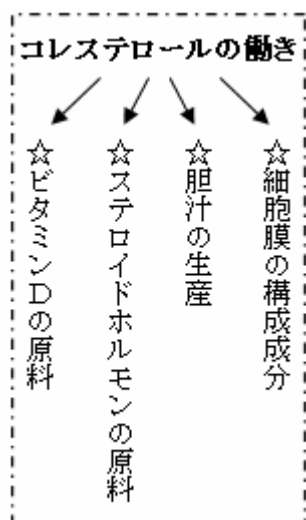 コレステロールの働き
☆細胞膜の構成成分
☆胆汁の生産
☆ステロイドホルモンの原料
☆ビタミンDの原料